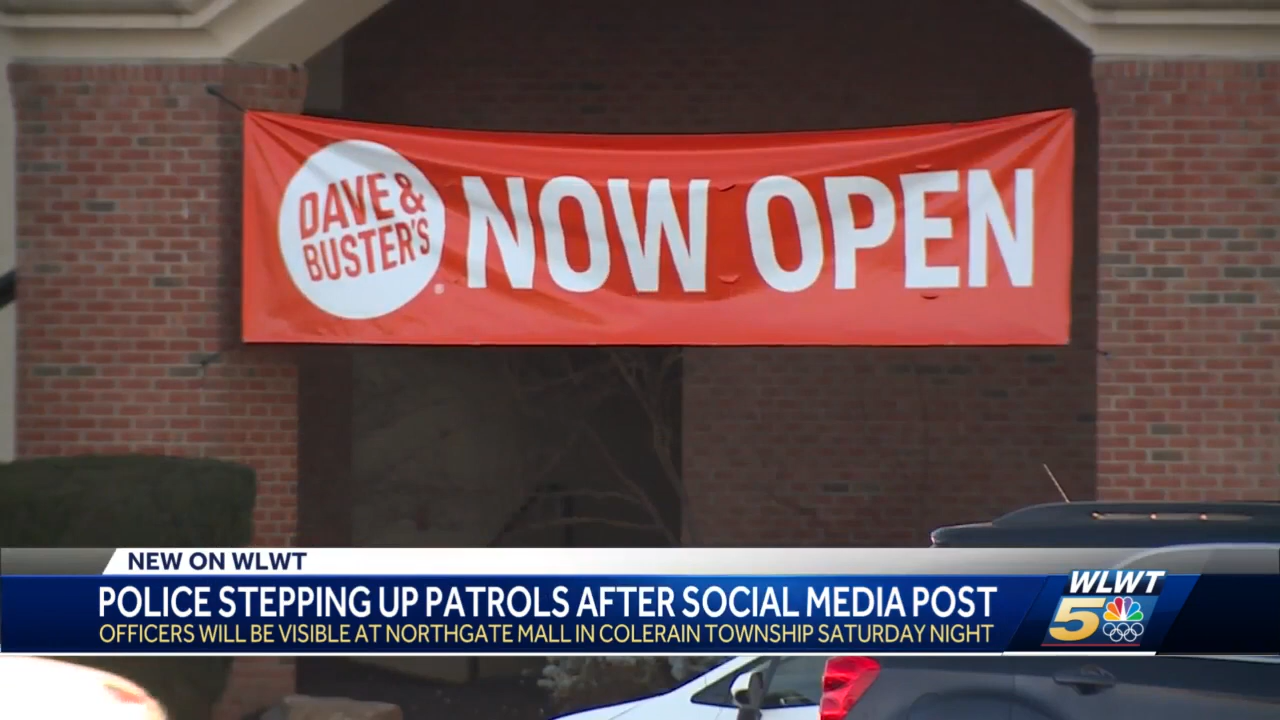 DAVE &
BUSTER'S
®
NOW OPEN
NEW ON WLWT
POLICE STEPPING UP PATROLS AFTER SOCIAL MEDIA POST
OFFICERS WILL BE VISIBLE AT NORTHGATE MALL IN COLERAIN TOWNSHIP SATURDAY NIGHT
WLWT
5